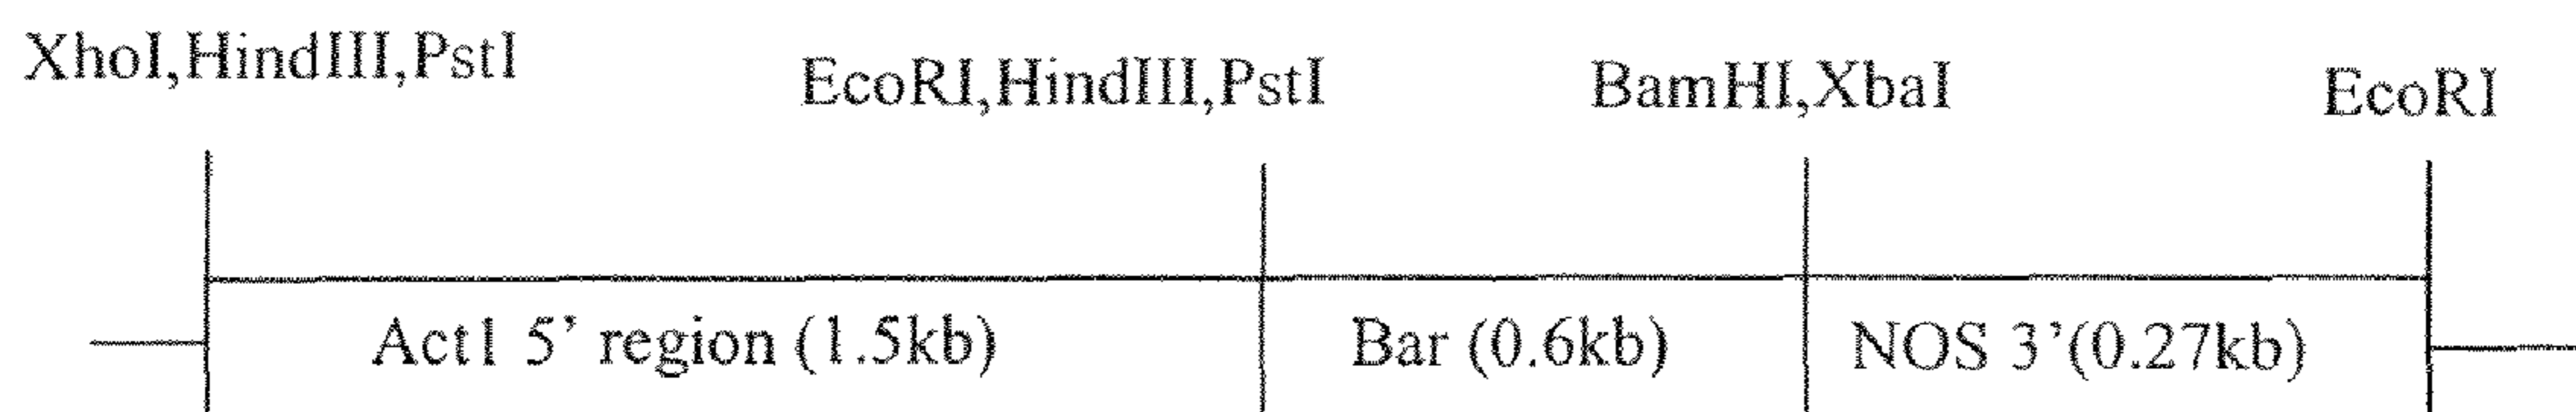 XhoI,HindIII,PstI
EcoRI,HindIII,PstI
BamHI,XbaI
EcoRI
Act1 5’ region (1.5kb)
Bar (0.6kb)
NOS 3’(0.27kb)